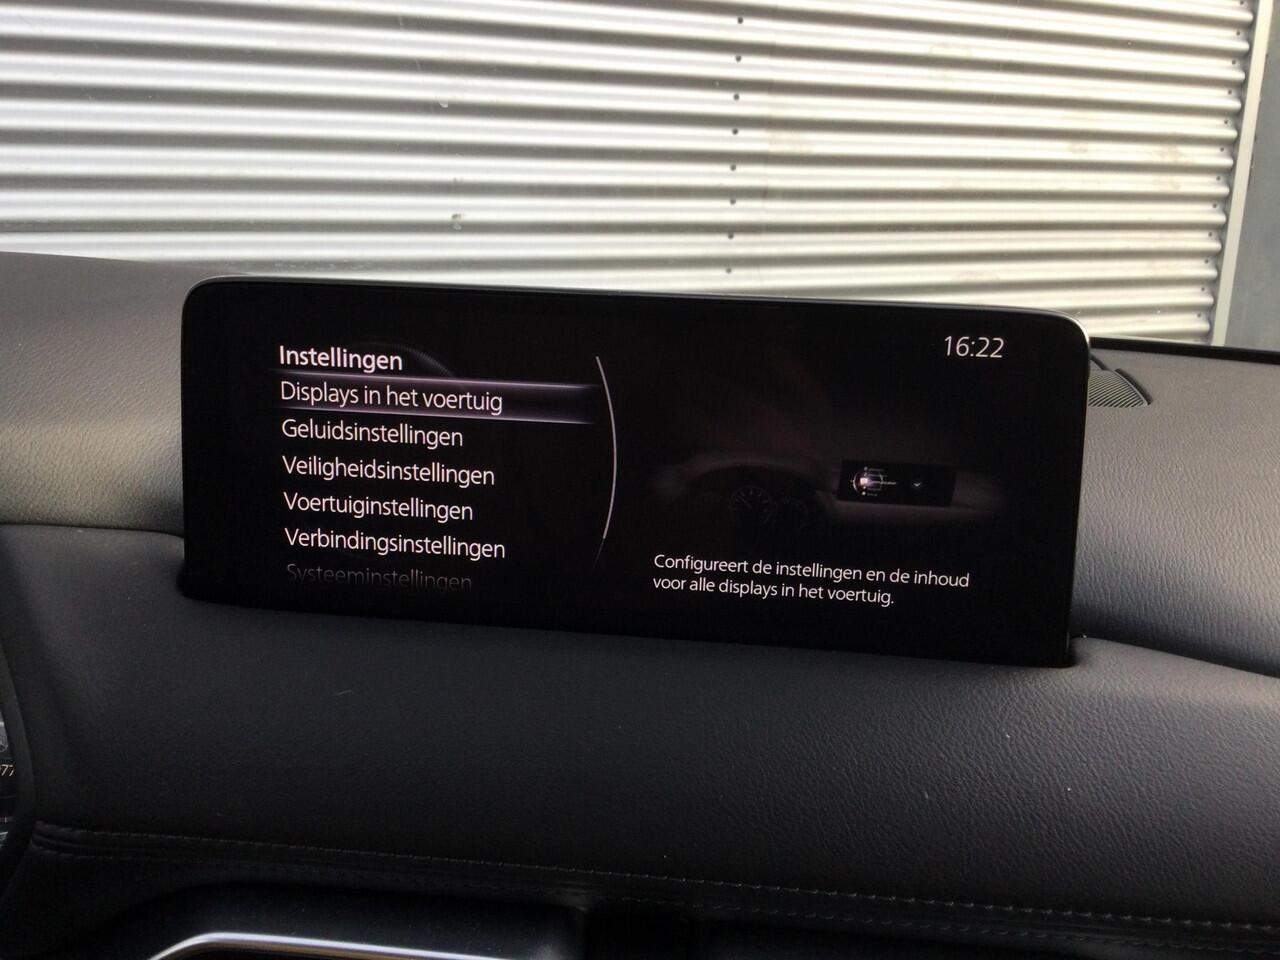 16:22
Instellingen
Displays in het voertuig
Geluidsinstellingen
Veiligheidsinstellingen
Voertuiginstellingen
Verbindingsinstellingen
Systeeminstellingen
Configureert de instellingen en de inhoud
voor alle displays in het voertuig.